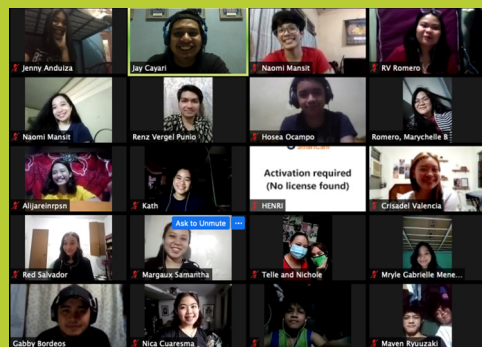 Jenny Anduiza
Jay Cayari
Naomi Mansit
RV Romero
Naomi Mansit
Renz Vergel Punio
Hosea Ocampo
Romero, Marychelle B
Alijareinrpsn
Kath
Activation required
(No license found)
HENRI
Crisadel Valencia
Red Salvador
Ask to Unmute
Margaux Samantha
Telle and Nichole
Mryle Gabrielle Mene...
Gabby Bordeos
Nica Cuaresma
Maven Ryuuzaki